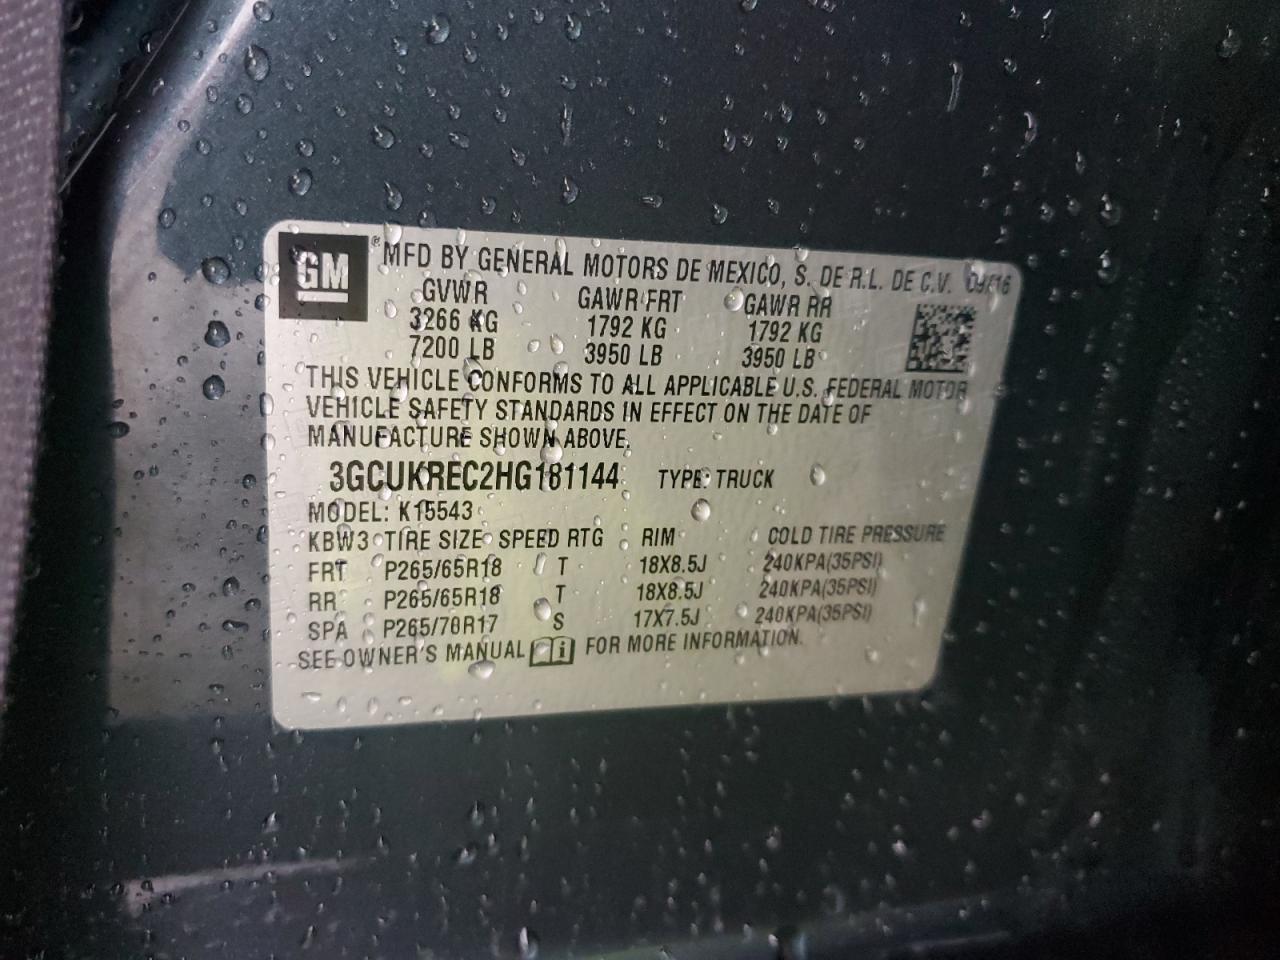 GM ® MFD BY GENERAL MOTORS DE MEXICO, S. DE R.L. DE C.V.
GVWR GAWR FRT GAWR RR
3266 KG 1792 KG 1792 KG
7200 LB 3950 LB 3950 LB
THIS VEHICLE CONFORMS TO ALL APPLICABLE U.S. FEDERAL MOTOR
VEHICLE SAFETY STANDARDS IN EFFECT ON THE DATE OF
MANUFACTURE SHOWN ABOVE.
3GCUKREC2HG181144 TYPE: TRUCK
MODEL: K15543
KBW3 TIRE SIZE SPEED RTG RIM COLD TIRE PRESSURE
FRT P265/65R18 T 18X8.5J 240KPA(35PSI)
RR P265/65R18 T 18X8.5J 240KPA(35PSI)
SPA P265/70R17 S 17X7.5J 240KPA(35PSI)
SEE OWNER'S MANUAL i FOR MORE INFORMATION.